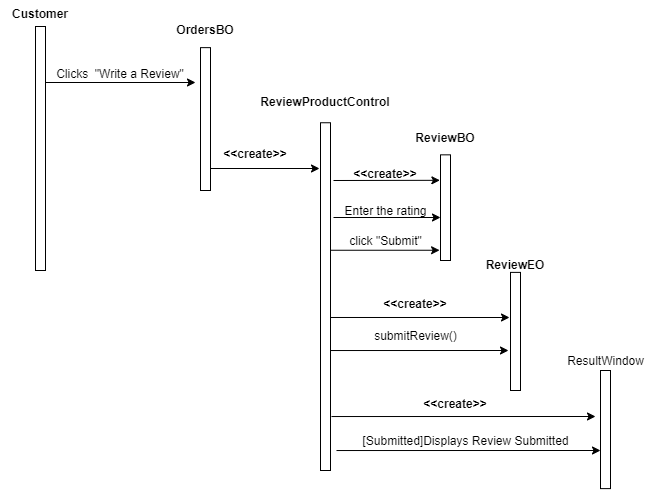 Customer
OrdersBO
Clicks "Write a Review"
ReviewProductControl
ReviewBO
<<create>>
<<create>>
Enter the rating
click "Submit"
ReviewEO
<<create>>
submitReview()
ResultWindow
<<create>>
[Submitted]Displays Review Submitted